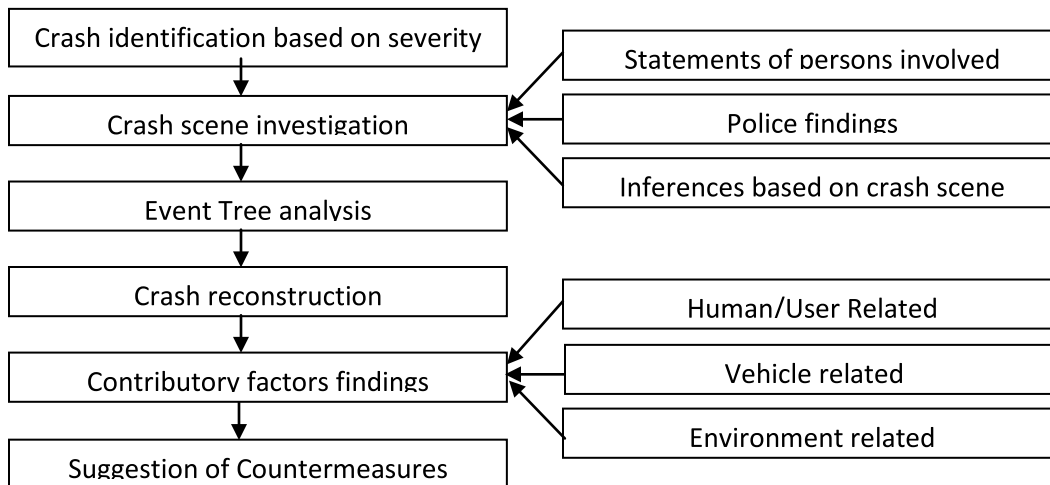 Crash identification based on severity
Statements of persons involved
Crash scene investigation
Police findings
Inferences based on crash scene
Event Tree analysis
Crash reconstruction
Human/User Related
Contributory factors findings
Vehicle related
Environment related
Suggestion of Countermeasures